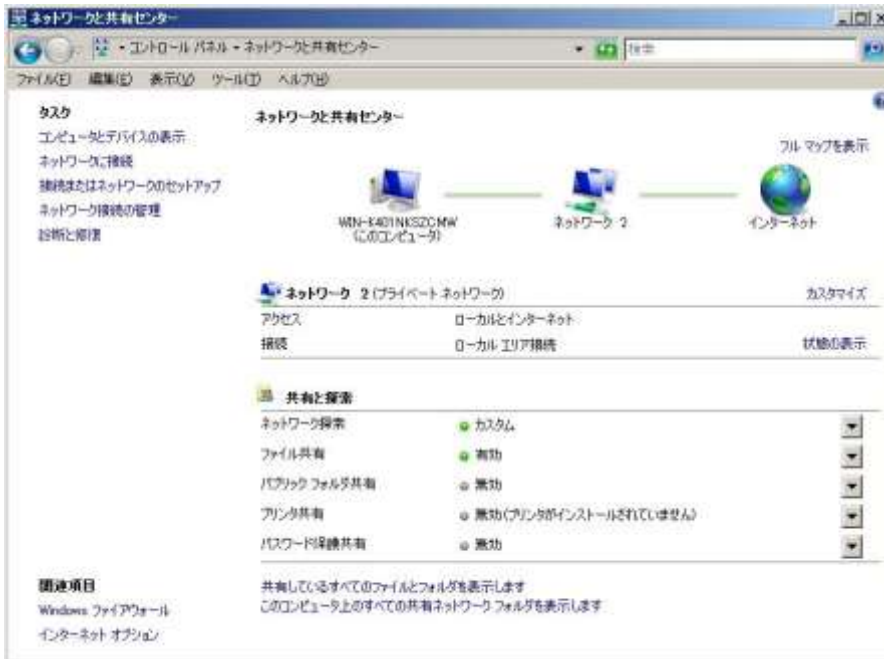 ネットワークと共有センター
コントロール パネル
ネットワークと共有センター
検索
ファイル(F) 編集(E) 表示(V) ツール(T) ヘルプ(H)
タスク
コンピュータとデバイスの表示
ネットワークに接続
接続またはネットワークのセットアップ
ネットワーク接続の管理
診断と修復
ネットワークと共有センター
フル マップを表示
WIN-K401NKSZCMW
(このコンピュータ)
ネットワーク 2
インターネット
ネットワーク 2 (プライベート ネットワーク)
カスタマイズ
アクセス ローカルとインターネット
接続 ローカル エリア接続 状態の表示
共有と探索
ネットワーク探索 カスタム
ファイル共有 有効
パブリック フォルダ共有 無効
プリンタ共有 無効(プリンタがインストールされていません)
パスワード保護共有 無効
共有しているすべてのファイルとフォルダを表示します
このコンピュータ上のすべての共有ネットワーク フォルダを表示します
関連項目
Windows ファイアウォール
インターネット オプション